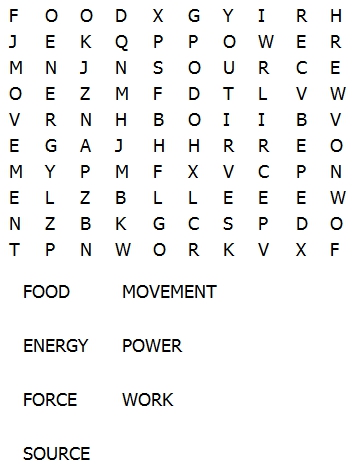 F O O D X G Y I R H
J E K Q P P O W E R
M N J N S O U R C E
O E Z M F D T L V W
V R N H B O I I B V
E G A J H H R R E O
M Y P M F X V C P N
E L Z B L L E E E W
N Z B K G C S P D O
T P N W O R K V X F
FOOD MOVEMENT
ENERGY POWER
FORCE WORK
SOURCE